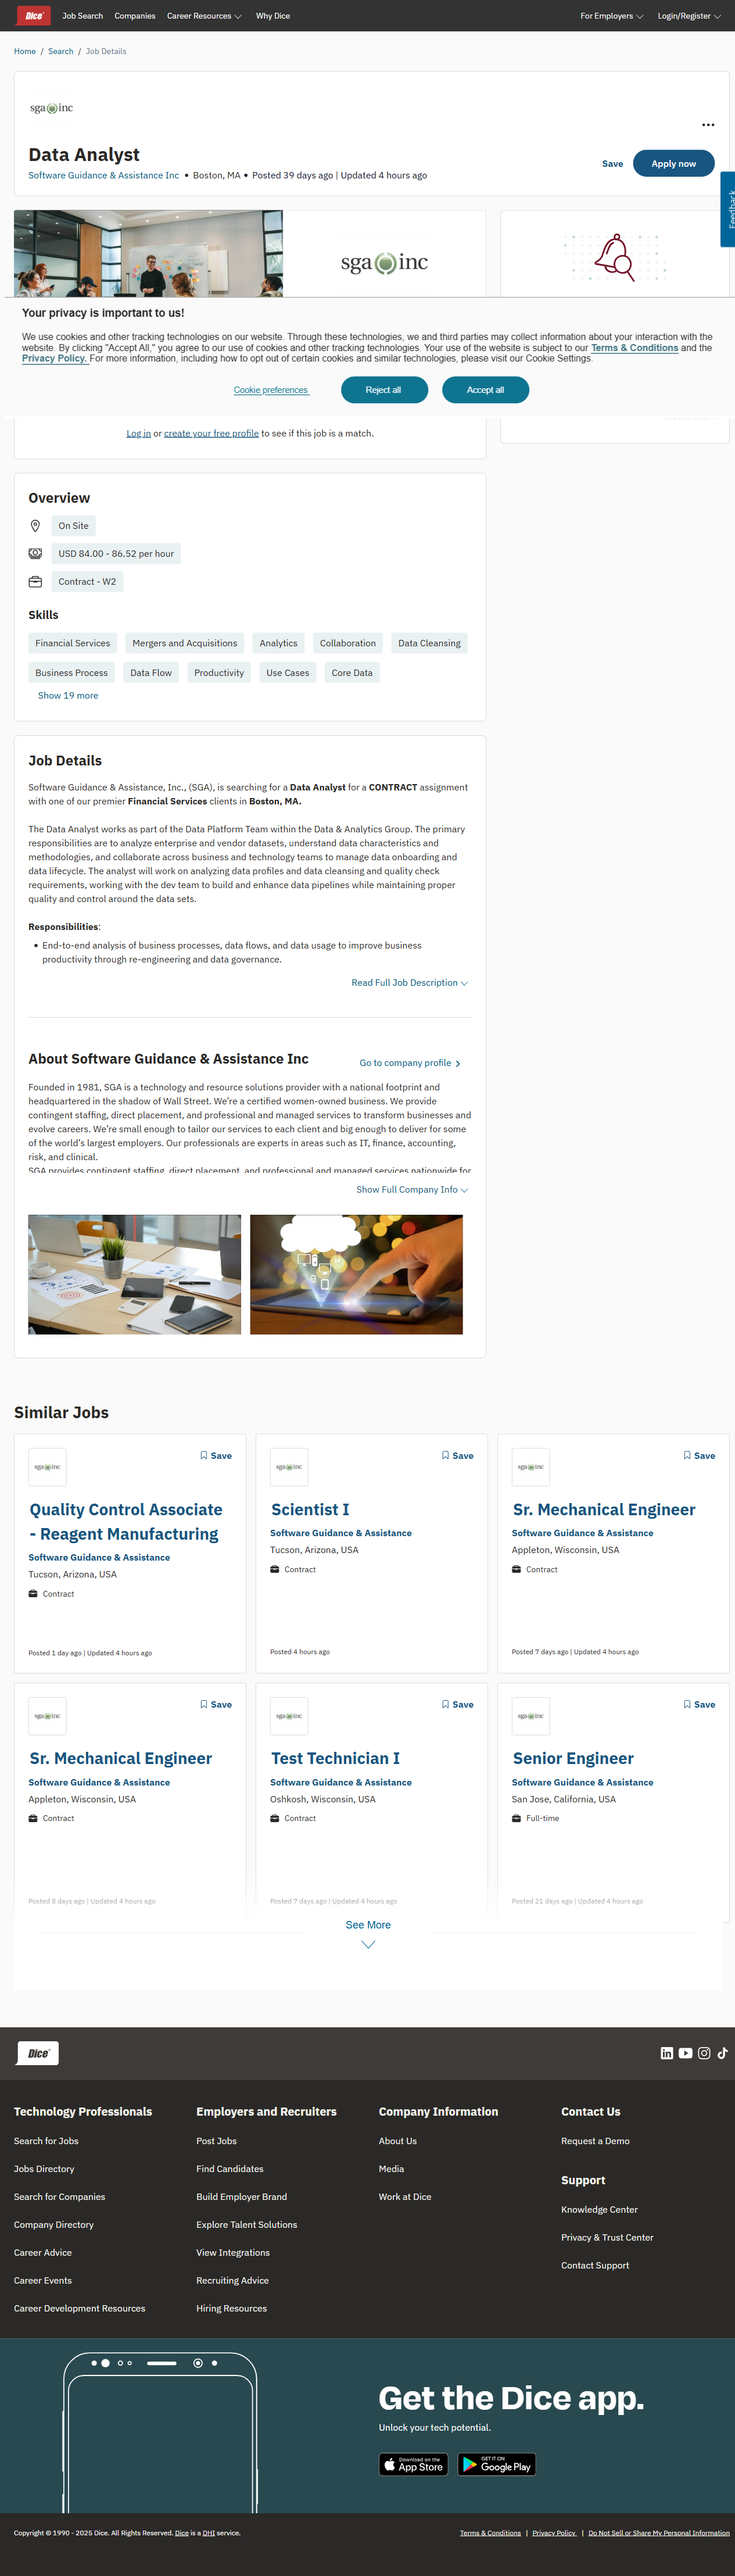 Dice
Job Search
Companies
Career Resources
Why Dice
For Employers
Login/Register
Home / Search / Job Details
sga inc
Data Analyst
Software Guidance & Assistance Inc • Boston, MA • Posted 39 days ago | Updated 4 hours ago
Save
Apply now
Feedback
sga inc
Your privacy is important to us!
We use cookies and other tracking technologies on our website. Through these technologies, we and third parties may collect information about your interaction with the
website. By clicking "Accept All," you agree to our use of cookies and other tracking technologies. Your use of the website is subject to our Terms & Conditions and the
Privacy Policy. For more information, including how to opt out of certain cookies and similar technologies, please visit our Cookie Settings.
Cookie preferences
Reject all
Accept all
Log in or create your free profile to see if this job is a match.
Overview
On Site
USD 84.00 - 86.52 per hour
Contract - W2
Skills
Financial Services
Mergers and Acquisitions
Analytics
Collaboration
Data Cleansing
Business Process
Data Flow
Productivity
Use Cases
Core Data
Show 19 more
Job Details
Software Guidance & Assistance, Inc., (SGA), is searching for a Data Analyst for a CONTRACT assignment
with one of our premier Financial Services clients in Boston, MA.
The Data Analyst works as part of the Data Platform Team within the Data & Analytics Group. The primary
responsibilities are to analyze enterprise and vendor datasets, understand data characteristics and
methodologies, and collaborate across business and technology teams to manage data onboarding and
data lifecycle. The analyst will work on analyzing data profiles and data cleansing and quality check
requirements, working with the dev team to build and enhance data pipelines while maintaining proper
quality and control around the data sets.
Responsibilities:
• End-to-end analysis of business processes, data flows, and data usage to improve business
productivity through re-engineering and data governance.
Read Full Job Description
About Software Guidance & Assistance Inc
Go to company profile
Founded in 1981, SGA is a technology and resource solutions provider with a national footprint and
headquartered in the shadow of Wall Street. We're a certified women-owned business. We provide
contingent staffing, direct placement, and professional and managed services to transform businesses and
evolve careers. We're small enough to tailor our services to each client and big enough to deliver for some
of the world's largest employers. Our professionals are experts in areas such as IT, finance, accounting,
risk, and clinical.
SGA provides contingent staffing, direct placement, and professional and managed services nationwide for
Show Full Company Info
Similar Jobs
sga inc
Save
Quality Control Associate
- Reagent Manufacturing
Software Guidance & Assistance
Tucson, Arizona, USA
Contract
Posted 1 day ago | Updated 4 hours ago
sga inc
Save
Scientist I
Software Guidance & Assistance
Tucson, Arizona, USA
Contract
Posted 4 hours ago
sga inc
Save
Sr. Mechanical Engineer
Software Guidance & Assistance
Appleton, Wisconsin, USA
Contract
Posted 7 days ago | Updated 4 hours ago
sga inc
Save
Sr. Mechanical Engineer
Software Guidance & Assistance
Appleton, Wisconsin, USA
Contract
Posted 8 days ago | Updated 4 hours ago
sga inc
Save
Test Technician I
Software Guidance & Assistance
Oshkosh, Wisconsin, USA
Contract
Posted 7 days ago | Updated 4 hours ago
sga inc
Save
Senior Engineer
Software Guidance & Assistance
San Jose, California, USA
Full-time
Posted 21 days ago | Updated 4 hours ago
See More
Dice
Technology Professionals
Search for Jobs
Jobs Directory
Search for Companies
Company Directory
Career Advice
Career Events
Career Development Resources
Employers and Recruiters
Post Jobs
Find Candidates
Build Employer Brand
Explore Talent Solutions
View Integrations
Recruiting Advice
Hiring Resources
Company Information
About Us
Media
Work at Dice
Contact Us
Request a Demo
Support
Knowledge Center
Privacy & Trust Center
Contact Support
Get the Dice app.
Unlock your tech potential.
Download on the
App Store
GET IT ON
Google Play
Copyright © 1990 - 2025 Dice. All Rights Reserved. Dice is a DHI service.
Terms & Conditions | Privacy Policy | Do Not Sell or Share My Personal Information